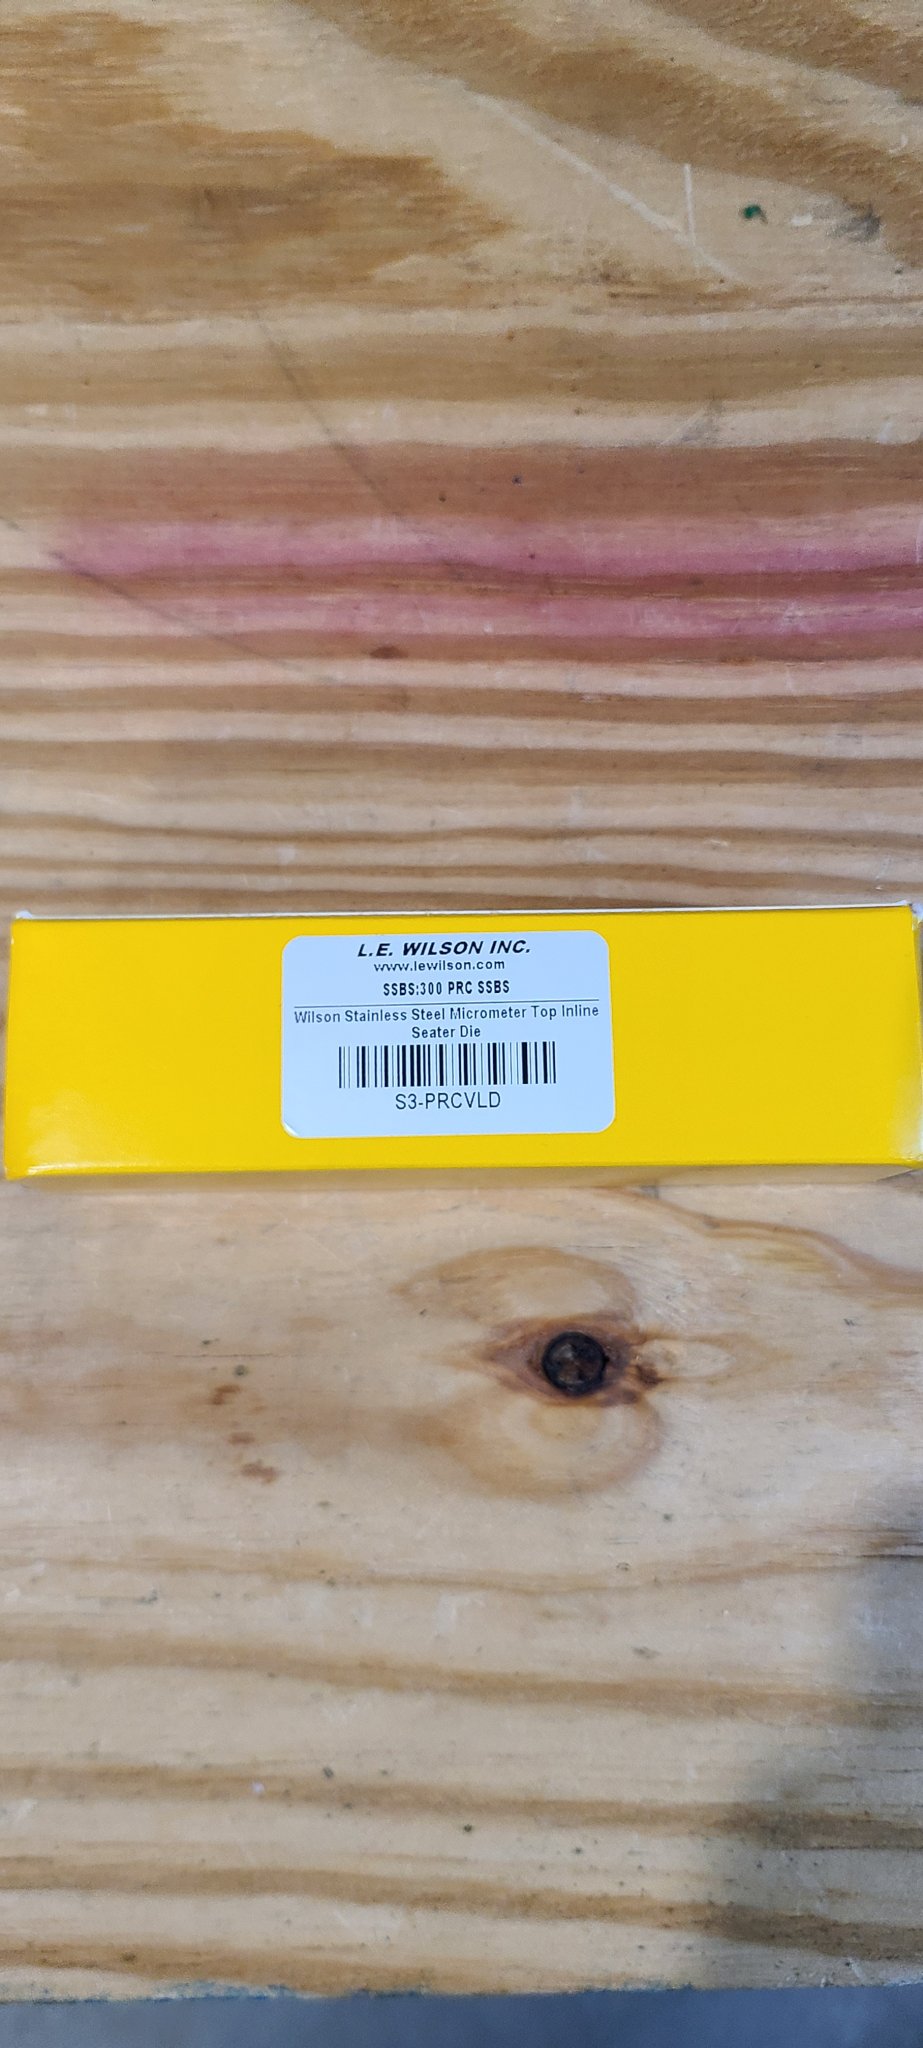 L.E. WILSON INC.
www.lewilson.com
SSBS:300 PRC SSBS
Wilson Stainless Steel Micrometer Top Inline
Seater Die
S3-PRCVLD